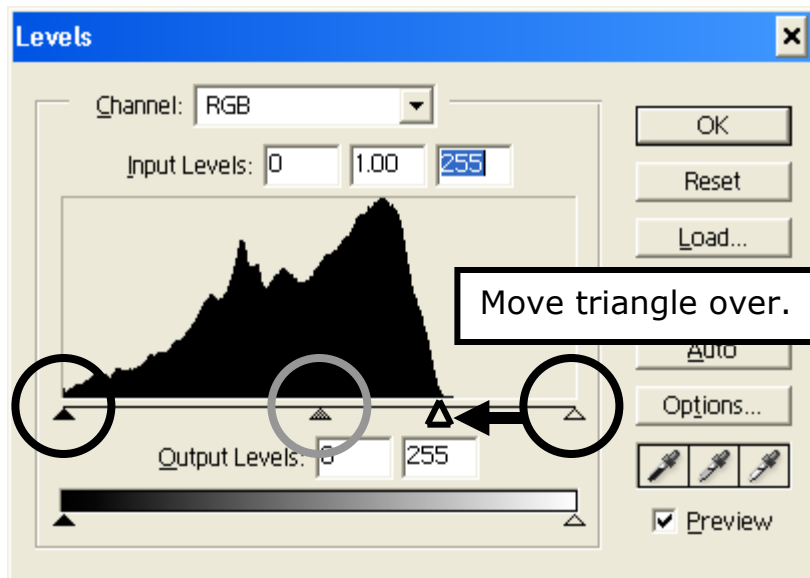 Levels
Channel: RGB
OK
Input Levels: 0 1.00 255
Reset
Load...
Move triangle over.
Auto
Options...
Output Levels: 0 255
Preview